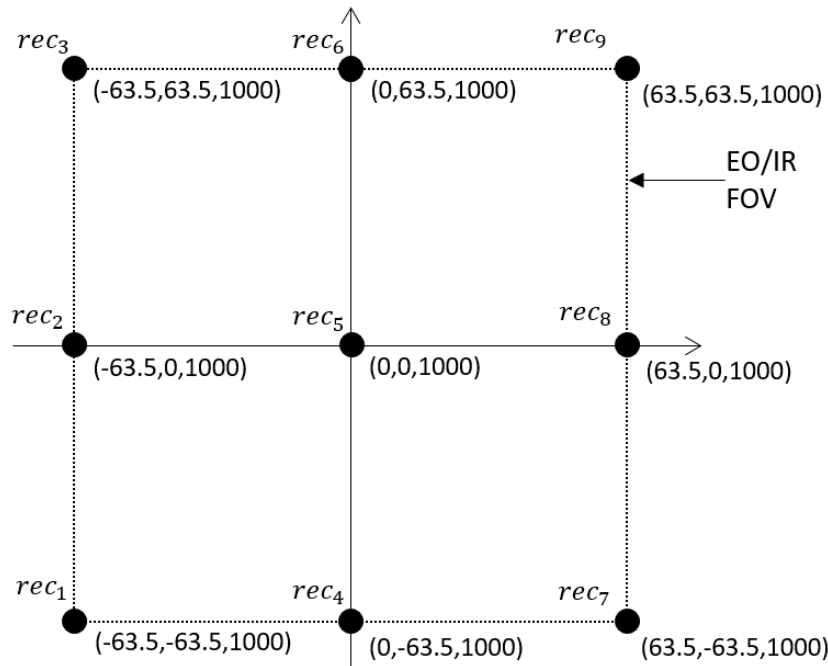 rec₃
rec₆
rec₉
(-63.5,63.5,1000)
(0,63.5,1000)
(63.5,63.5,1000)
EO/IR
FOV
rec₂
rec₅
rec₈
(-63.5,0,1000)
(0,0,1000)
(63.5,0,1000)
rec₁
rec₄
rec₇
(-63.5,-63.5,1000)
(0,-63.5,1000)
(63.5,-63.5,1000)